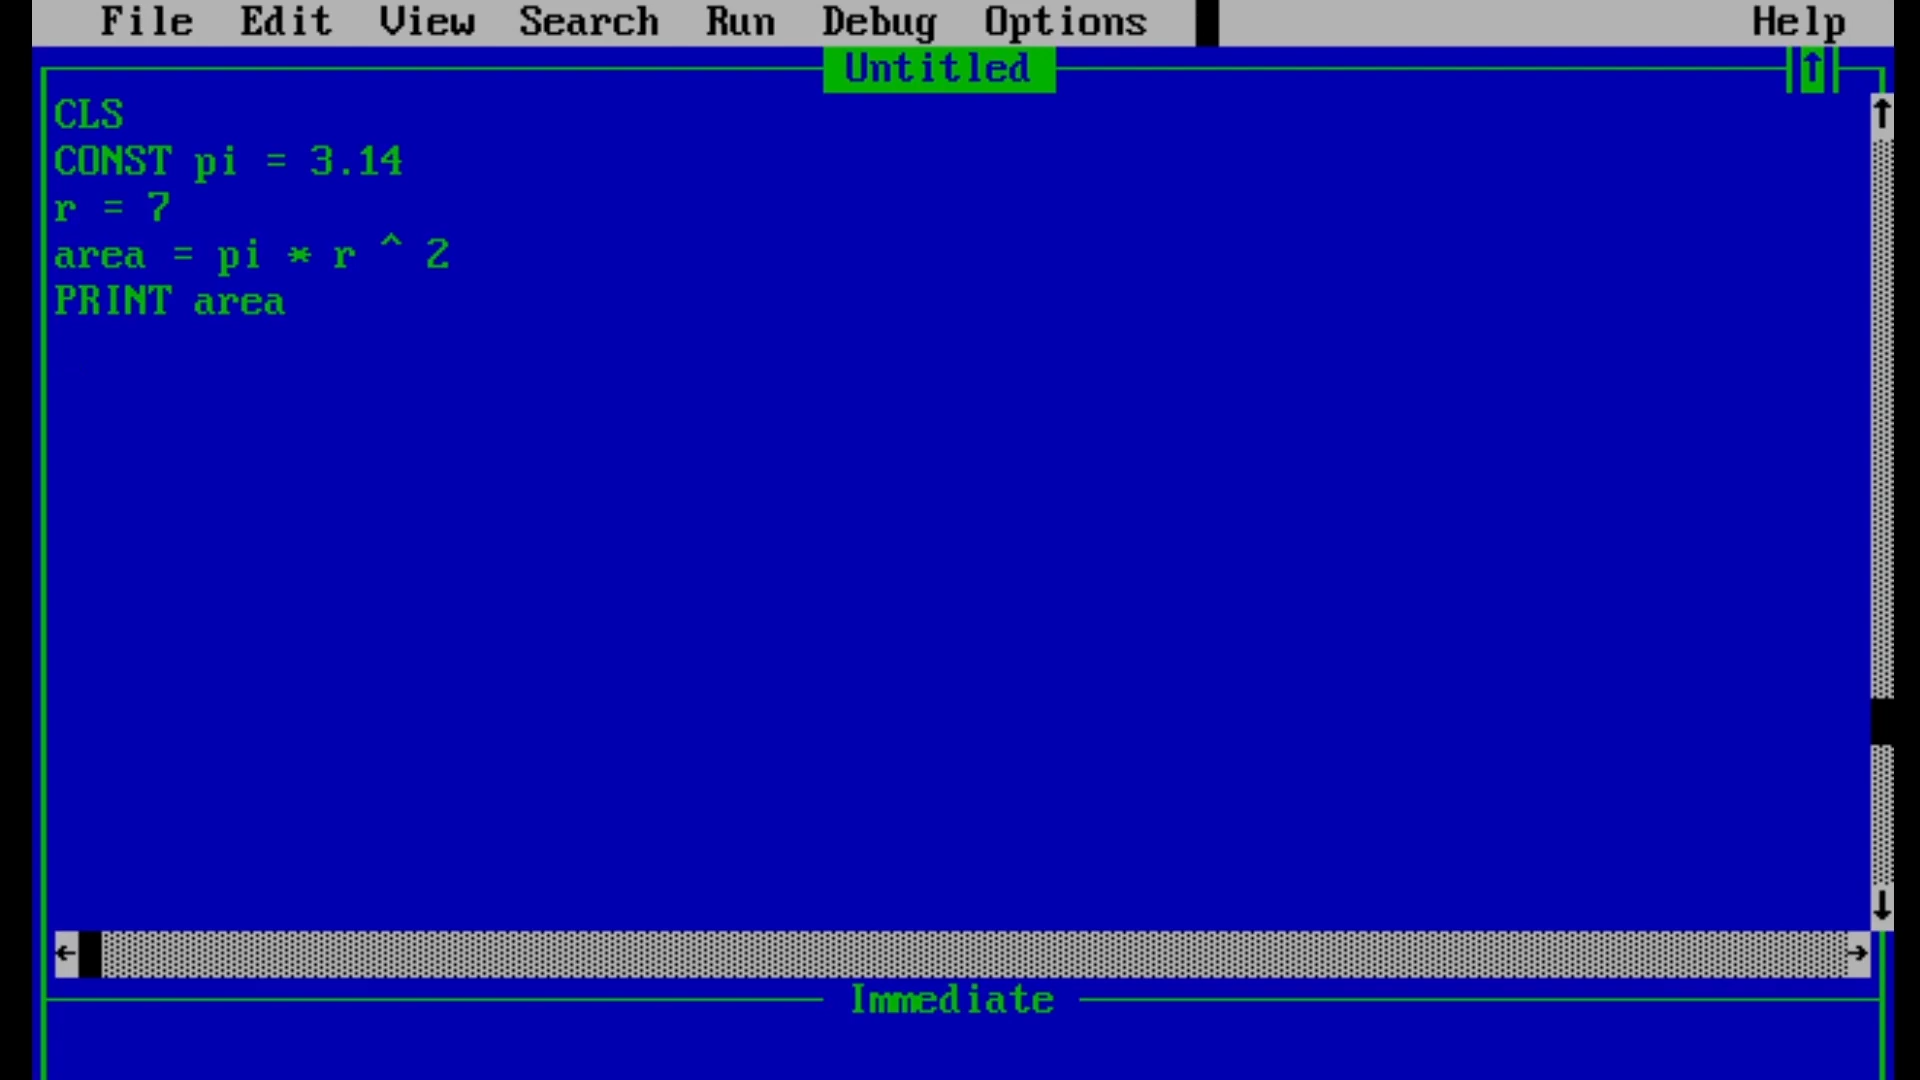 File Edit View Search Run Debug Options Help
Untitled
↑
CLS
CONST pi = 3.14
r = 7
area = pi * r ^ 2
PRINT area
Immediate